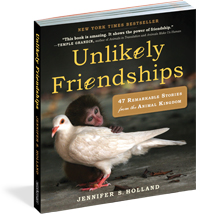 NEW YORK TIMES BESTSELLER
"This book is amazing. It shows the power of friendship."
—TEMPLE GRANDIN,
Unlikely
Friendships
47 REMARKABLE STORIES
from the ANIMAL KINGDOM
JENNIFER S. HOLLAND
Unlikely Friendships
HOLLAND